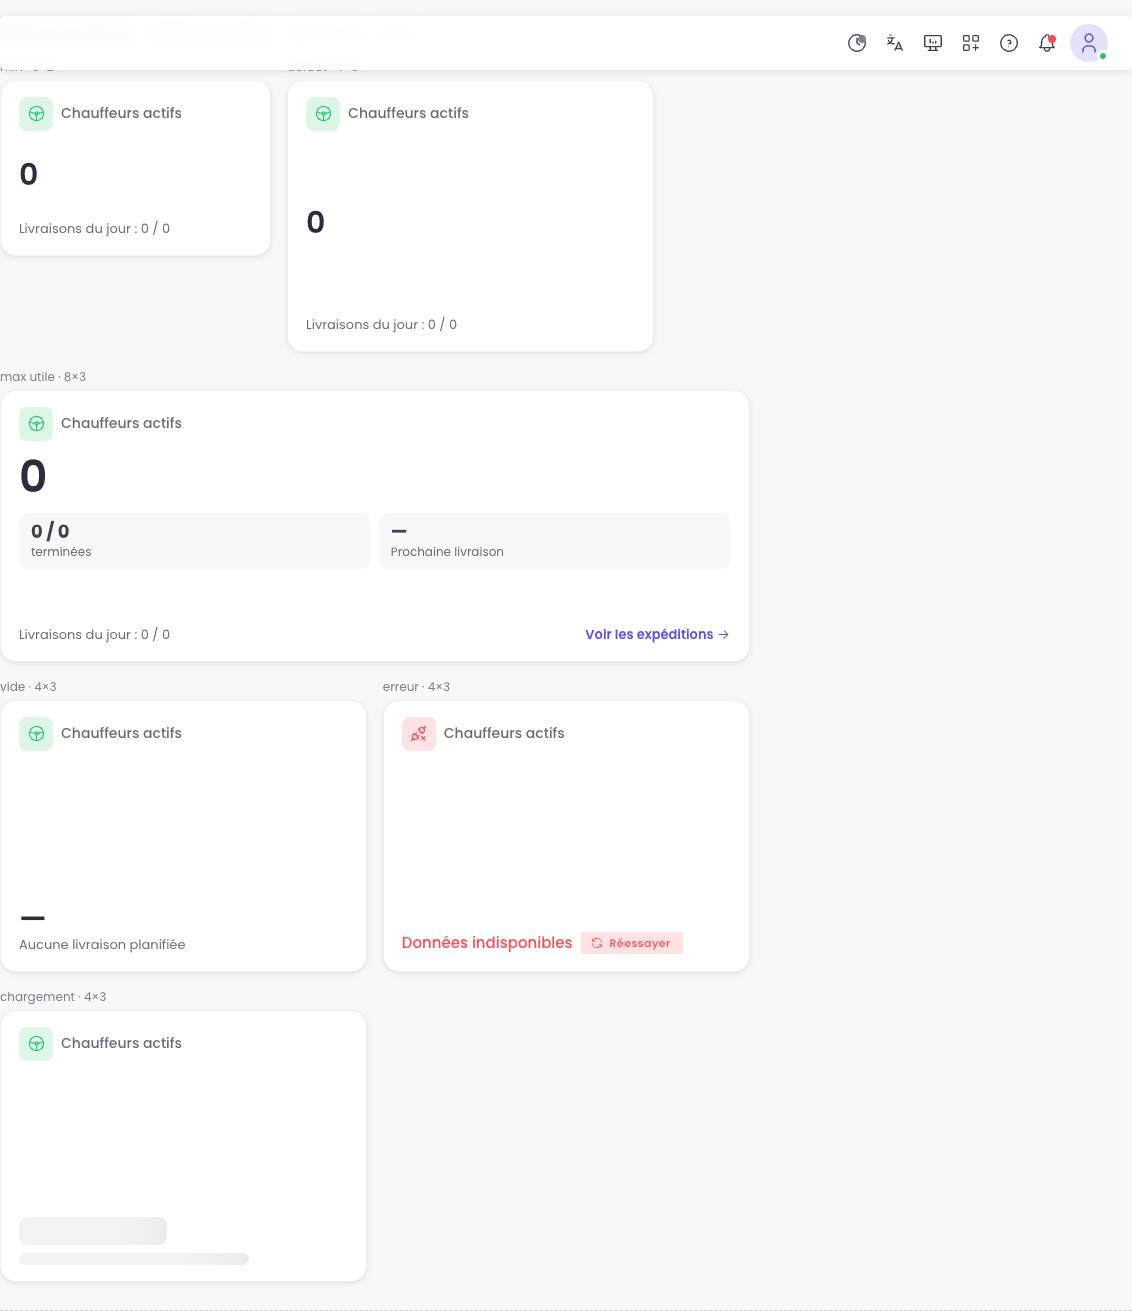 Chauffeurs actifs
0
Livraisons du jour : 0 / 0
Chauffeurs actifs
0
Livraisons du jour : 0 / 0
max utile · 8×3
Chauffeurs actifs
0
0 / 0
terminées
—
Prochaine livraison
Livraisons du jour : 0 / 0
Voir les expéditions →
vide · 4×3
Chauffeurs actifs
—
Aucune livraison planifiée
erreur · 4×3
Chauffeurs actifs
Données indisponibles
Réessayer
chargement · 4×3
Chauffeurs actifs